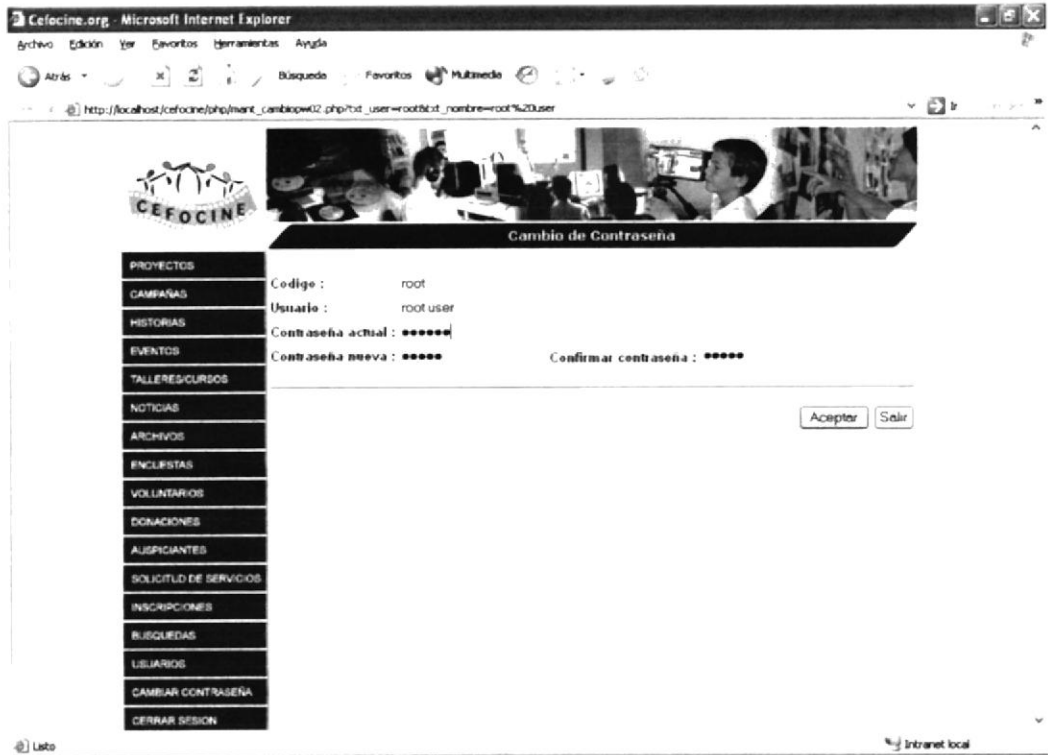 Cefocine.org - Microsoft Internet Explorer
Archivo Edición Ver Favoritos Herramientas Ayuda
Atrás Búsqueda Favoritos Multimedia
http://localhost/cefocine/php/mant_cambiopw02.php?txt_user=root&txt_nombre=root%20user Ir »
CEFOCINE
Cambio de Contraseña
PROYECTOS
CAMPAÑAS
HISTORIAS
EVENTOS
TALLERES/CURSOS
NOTICIAS
ARCHIVOS
ENCUESTAS
VOLUNTARIOS
DONACIONES
AUSPICIANTES
SOLICITUD DE SERVICIOS
INSCRIPCIONES
BUSQUEDAS
USUARIOS
CAMBIAR CONTRASEÑA
CERRAR SESION
Codigo : root
Usuario : root user
Contraseña actual : ●●●●●●
Contraseña nueva : ●●●●● Confirmar contraseña : ●●●●●
Aceptar Salir
Listo Intranet local